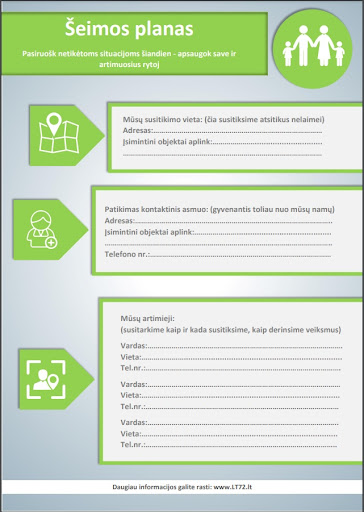 Šeimos planas
Pasiruošk netikėtoms situacijoms šiandien - apsaugok save ir
artimuosius rytoj
Mūsų susitikimo vieta: (čia susitiksime atsitikus nelaimei)
Adresas:..................................................................
Įsimintini objektai aplink:................................................
..................................................................
Patikimas kontaktinis asmuo: (gyvenantis toliau nuo mūsų namų)
Adresas:..................................................................
Įsimintini objektai aplink:................................................
..................................................................
Telefono nr.:..................................................................
Mūsų artimieji:
(susitarkime kaip ir kada susitiksime, kaip derinsime veiksmus)
Vardas:..................................................................
Vieta:..................................................................
Tel.nr.:..................................................................
Vardas:..................................................................
Vieta:..................................................................
Tel.nr.:..................................................................
Vardas:..................................................................
Vieta:..................................................................
Tel.nr.:..................................................................
Daugiau informacijos galite rasti: www.LT72.lt